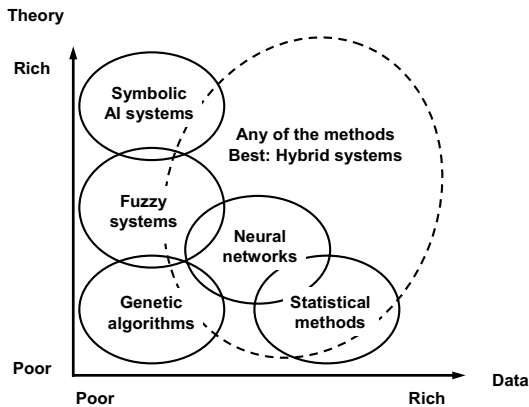 Theory
Rich
Symbolic
AI systems
Any of the methods
Best: Hybrid systems
Fuzzy
systems
Neural
networks
Genetic
algorithms
Statistical
methods
Poor
Poor
Rich
Data